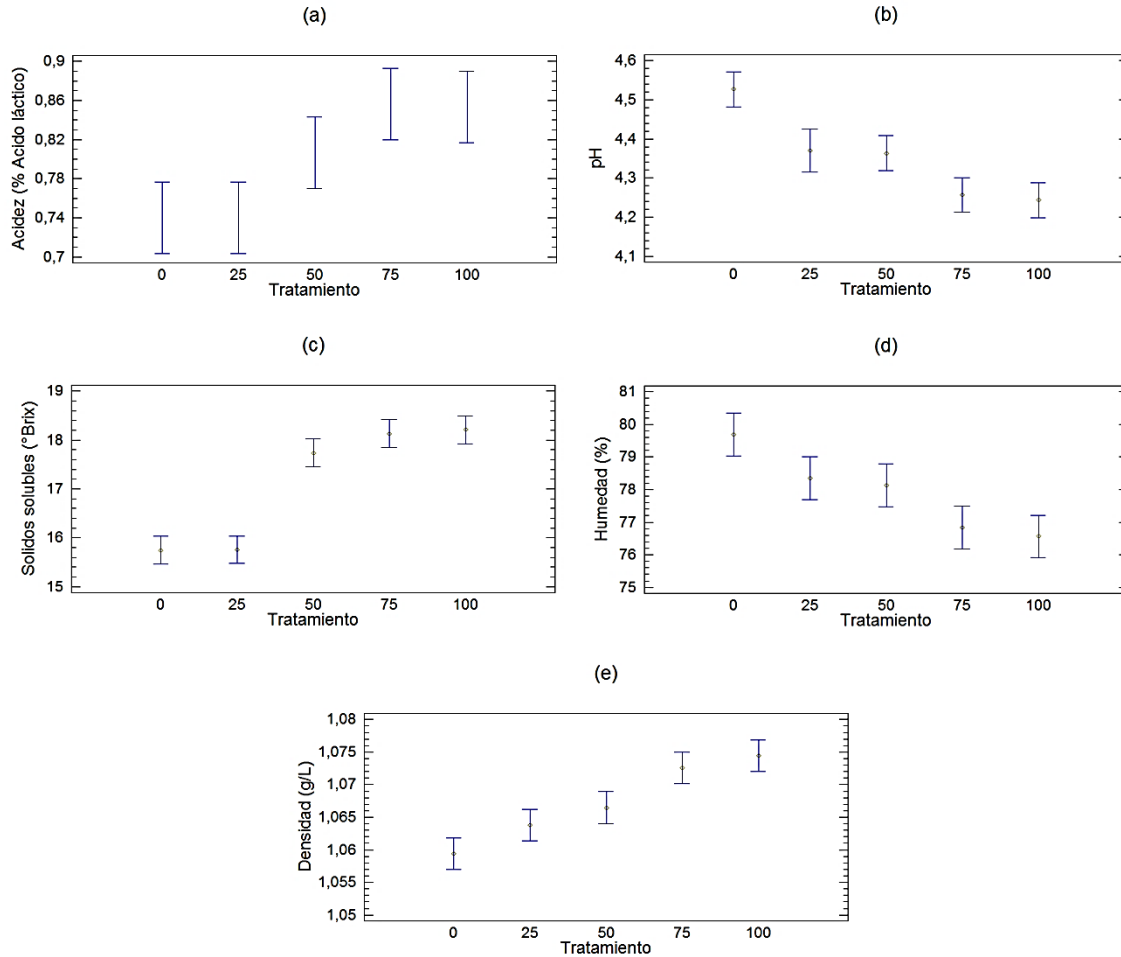 (a)
Acidez (% Acido láctico)
0,9
0,86
0,82
0,78
0,74
0,7
0 25 50 75 100
Tratamiento
(b)
pH
4,6
4,5
4,4
4,3
4,2
4,1
0 25 50 75 100
Tratamiento
(c)
Solidos solubles (°Brix)
19
18
17
16
15
0 25 50 75 100
Tratamiento
(d)
Humedad (%)
81
80
79
78
77
76
75
0 25 50 75 100
Tratamiento
(e)
Densidad (g/L)
1,08
1,075
1,07
1,065
1,06
1,055
1,05
0 25 50 75 100
Tratamiento